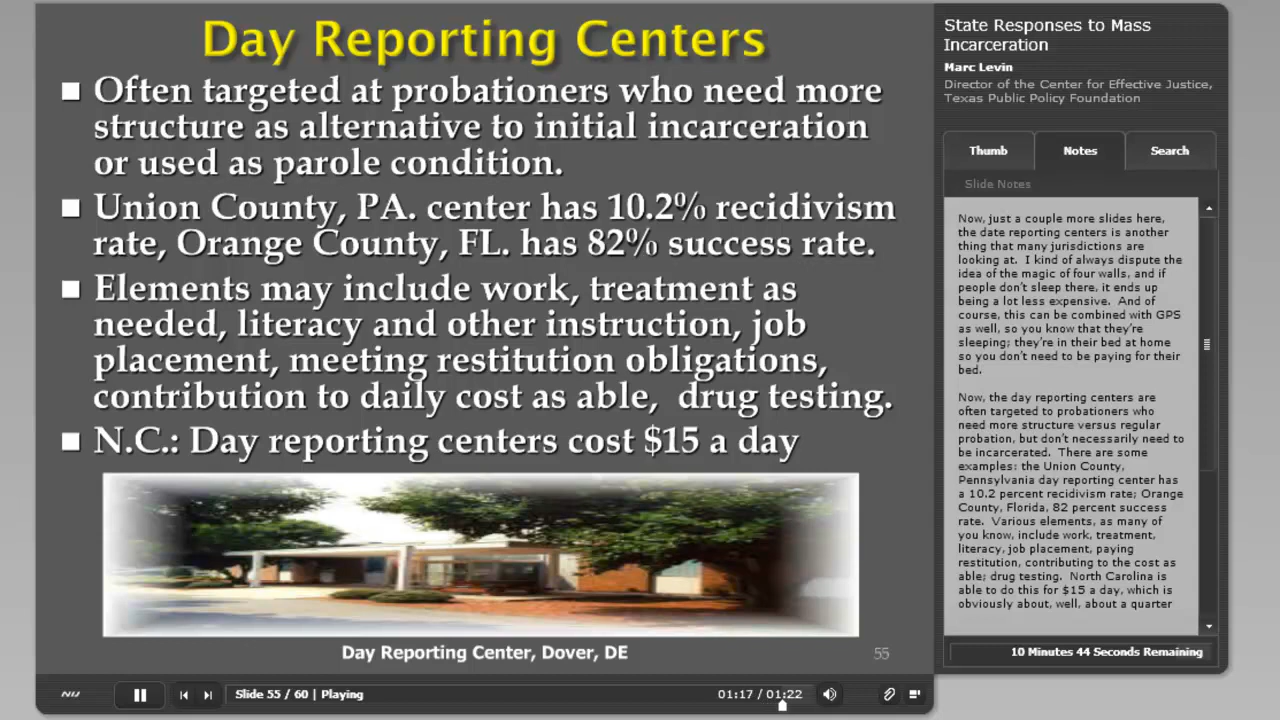 Day Reporting Centers
Often targeted at probationers who need more
structure as alternative to initial incarceration
or used as parole condition.
Union County, PA. center has 10.2% recidivism
rate, Orange County, FL. has 82% success rate.
Elements may include work, treatment as
needed, literacy and other instruction, job
placement, meeting restitution obligations,
contribution to daily cost as able, drug testing.
N.C.: Day reporting centers cost $15 a day
Day Reporting Center, Dover, DE
55
NIJ
Slide 55 / 60 | Playing
01:17 / 01:22
State Responses to Mass
Incarceration
Marc Levin
Director of the Center for Effective Justice,
Texas Public Policy Foundation
Thumb
Notes
Search
Slide Notes
Now, just a couple more slides here,
the date reporting centers is another
thing that many jurisdictions are
looking at. I kind of always dispute the
idea of the magic of four walls, and if
people don't sleep there, it ends up
being a lot less expensive. And of
course, this can be combined with GPS
as well, so you know that they're
sleeping; they're in their bed at home
so you don't need to be paying for their
bed.
Now, the day reporting centers are
often targeted to probationers who
need more structure versus regular
probation, but don't necessarily need to
be incarcerated. There are some
examples: the Union County,
Pennsylvania day reporting center has
a 10.2 percent recidivism rate; Orange
County, Florida, 82 percent success
rate. Various elements, as many of
you know, include work, treatment,
literacy, job placement, paying
restitution, contributing to the cost as
able; drug testing. North Carolina is
able to do this for $15 a day, which is
obviously about, well, about a quarter
10 Minutes 44 Seconds Remaining